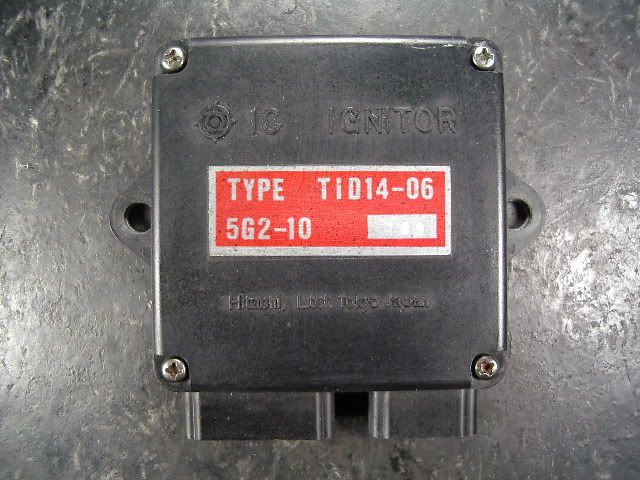 IC IGNITOR
TYPE TID14-06
5G2-10
Hitachi, Ltd. Tokyo Japan